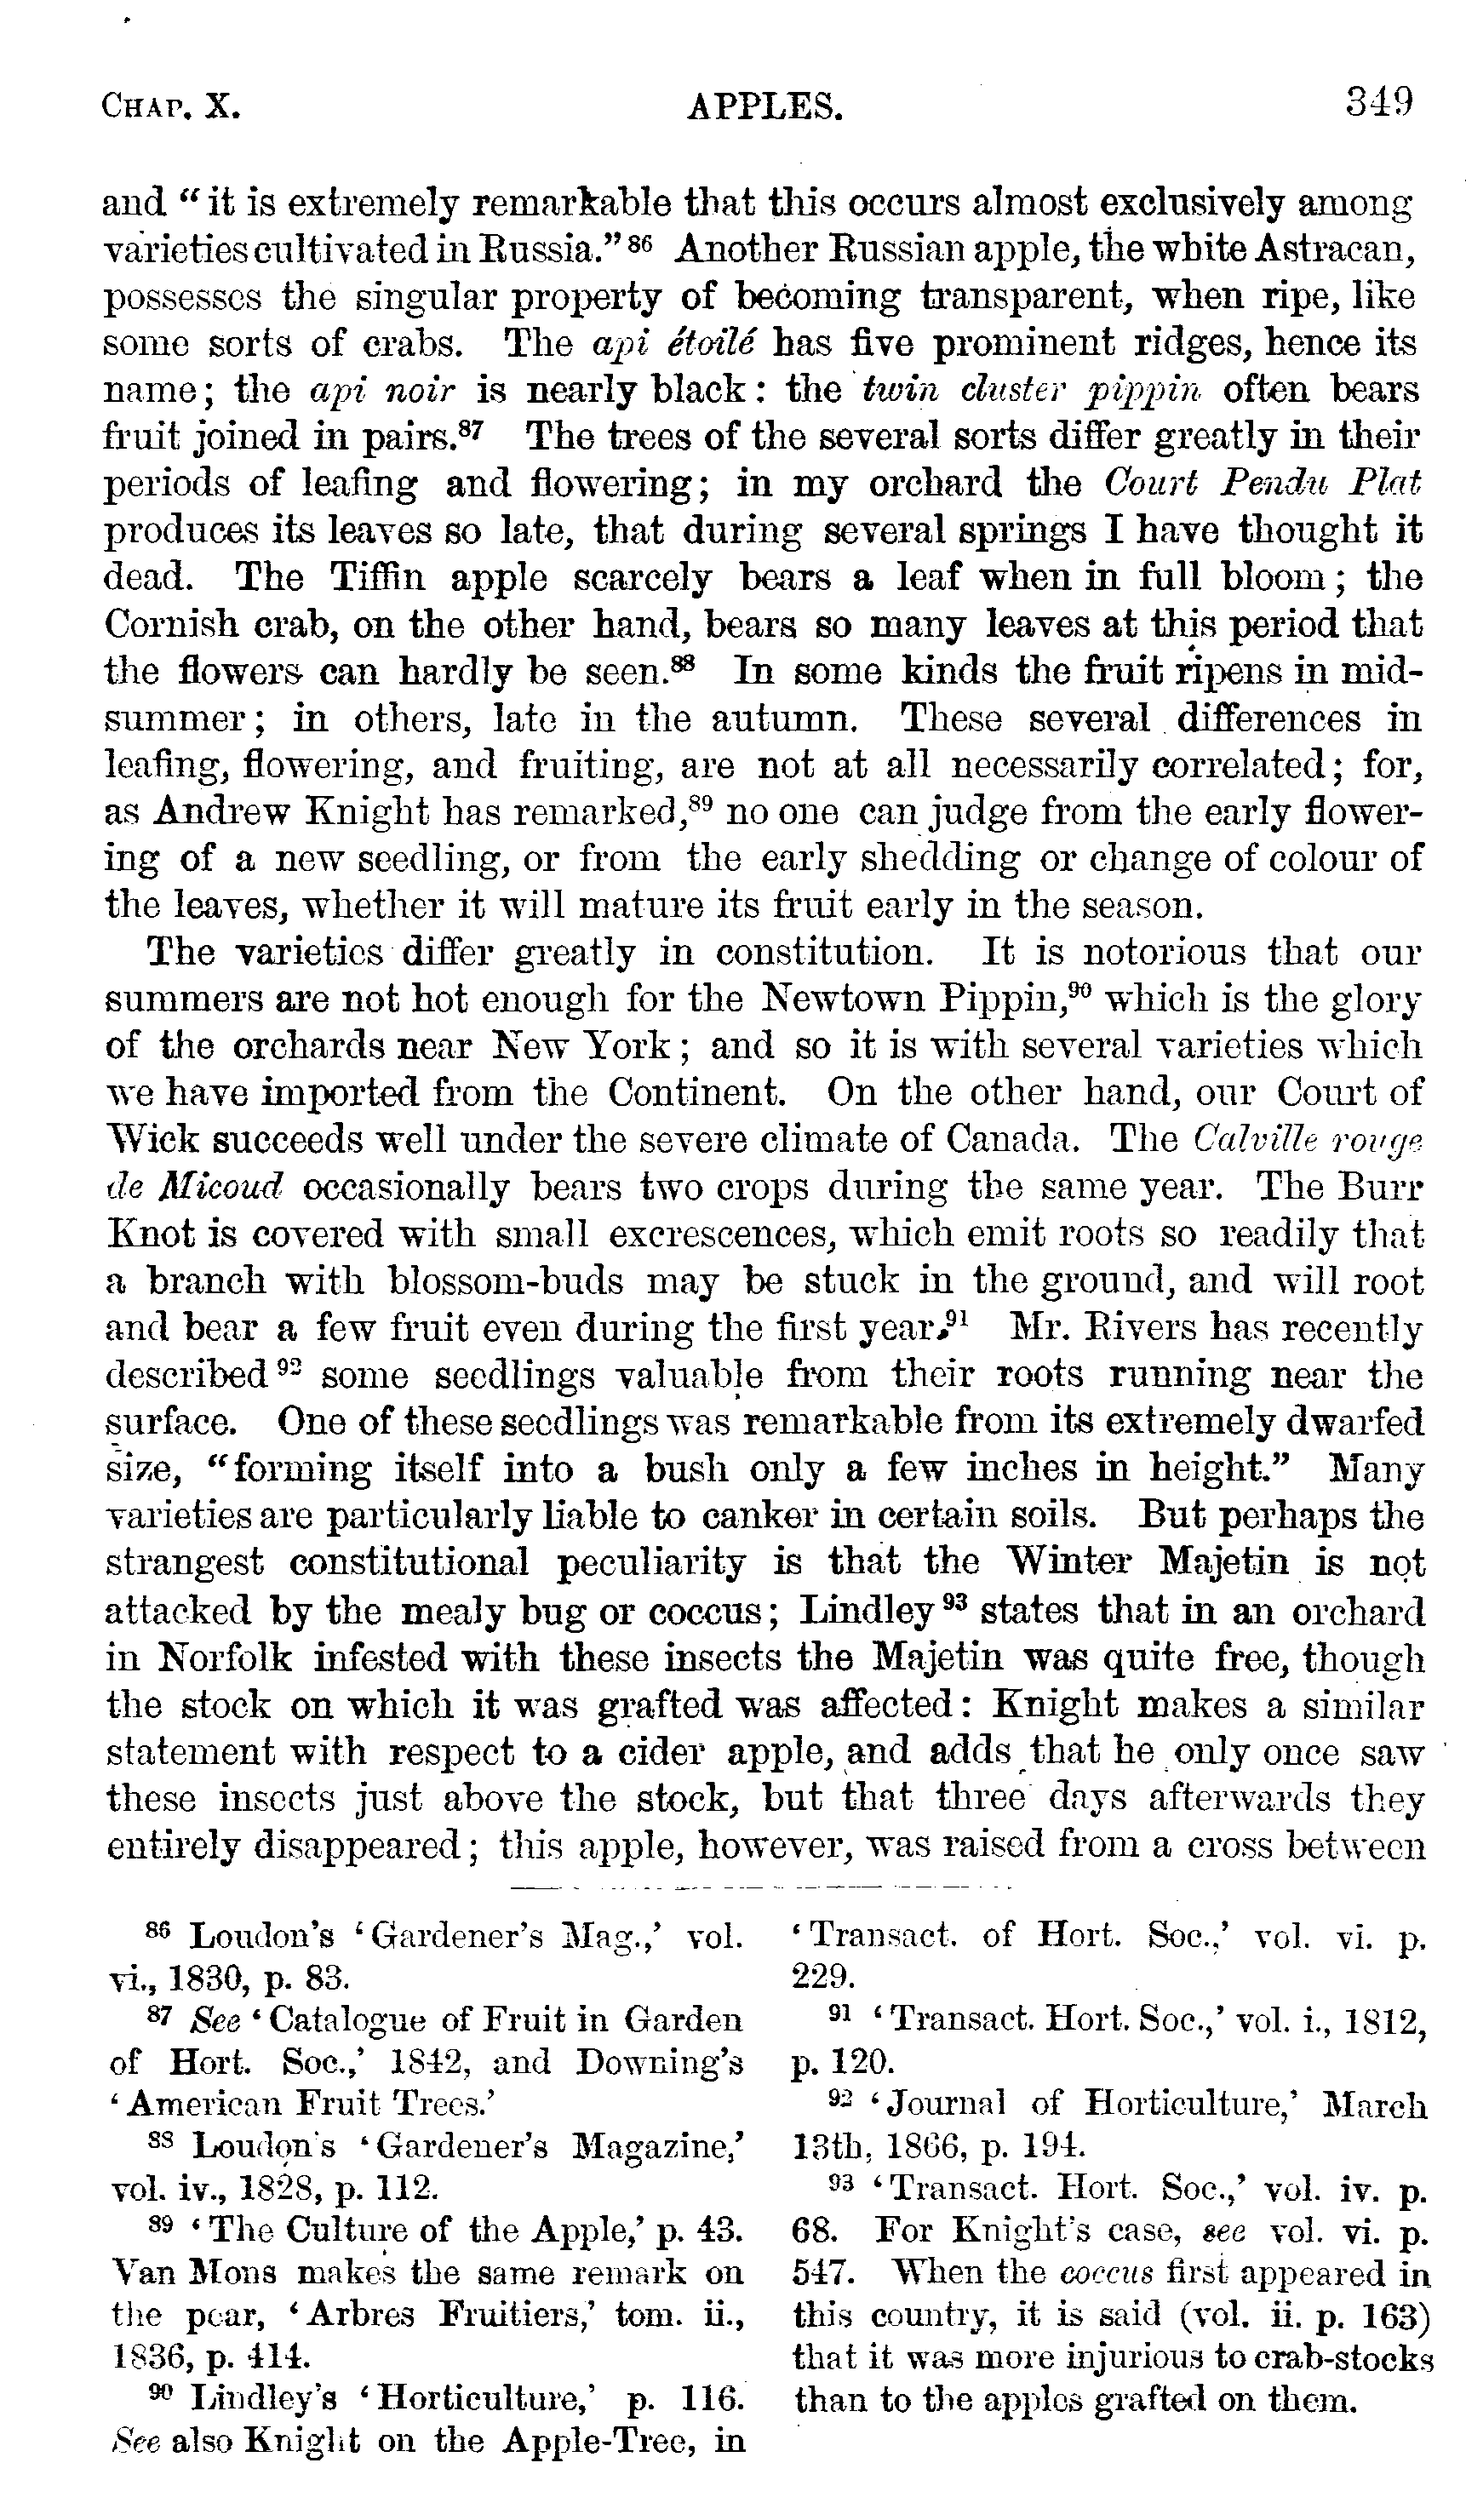 CHAP. X. APPLES. 349
and “it is extremely remarkable that this occurs almost exclusively among
varieties cultivated in Russia.”⁸⁶ Another Russian apple, the white Astracan,
possesses the singular property of becoming transparent, when ripe, like
some sorts of crabs. The api étoilé has five prominent ridges, hence its
name; the api noir is nearly black: the twin cluster pippin often bears
fruit joined in pairs.⁸⁷ The trees of the several sorts differ greatly in their
periods of leafing and flowering; in my orchard the Court Pendu Plat
produces its leaves so late, that during several springs I have thought it
dead. The Tiffin apple scarcely bears a leaf when in full bloom; the
Cornish crab, on the other hand, bears so many leaves at this period that
the flowers can hardly be seen.⁸⁸ In some kinds the fruit ripens in mid-
summer; in others, late in the autumn. These several differences in
leafing, flowering, and fruiting, are not at all necessarily correlated; for,
as Andrew Knight has remarked,⁸⁹ no one can judge from the early flower-
ing of a new seedling, or from the early shedding or change of colour of
the leaves, whether it will mature its fruit early in the season.
The varieties differ greatly in constitution. It is notorious that our
summers are not hot enough for the Newtown Pippin,⁹⁰ which is the glory
of the orchards near New York; and so it is with several varieties which
we have imported from the Continent. On the other hand, our Court of
Wick succeeds well under the severe climate of Canada. The Calville rouge
de Micoud occasionally bears two crops during the same year. The Burr
Knot is covered with small excrescences, which emit roots so readily that
a branch with blossom-buds may be stuck in the ground, and will root
and bear a few fruit even during the first year.⁹¹ Mr. Rivers has recently
described⁹² some seedlings valuable from their roots running near the
surface. One of these seedlings was remarkable from its extremely dwarfed
size, “forming itself into a bush only a few inches in height.” Many
varieties are particularly liable to canker in certain soils. But perhaps the
strangest constitutional peculiarity is that the Winter Majetin is not
attacked by the mealy bug or coccus; Lindley⁹³ states that in an orchard
in Norfolk infested with these insects the Majetin was quite free, though
the stock on which it was grafted was affected: Knight makes a similar
statement with respect to a cider apple, and adds that he only once saw
these insects just above the stock, but that three days afterwards they
entirely disappeared; this apple, however, was raised from a cross between
⁸⁶ Loudon's ‘Gardener's Mag.,’ vol.
vi., 1830, p. 83.
⁸⁷ See ‘Catalogue of Fruit in Garden
of Hort. Soc.,’ 1842, and Downing's
‘American Fruit Trees.’
⁸⁸ Loudon's ‘Gardener's Magazine,’
vol. iv., 1828, p. 112.
⁸⁹ ‘The Culture of the Apple,’ p. 43.
Van Mons makes the same remark on
the pear, ‘Arbres Fruitiers,’ tom. ii.,
1836, p. 414.
⁹⁰ Lindley's ‘Horticulture,’ p. 116.
See also Knight on the Apple-Tree, in
‘Transact. of Hort. Soc.,’ vol. vi. p.
229.
⁹¹ ‘Transact. Hort. Soc.,’ vol. i., 1812,
p. 120.
⁹² ‘Journal of Horticulture,’ March
13th, 1866, p. 194.
⁹³ ‘Transact. Hort. Soc.,’ vol. iv. p.
68. For Knight's case, see vol. vi. p.
547. When the coccus first appeared in
this country, it is said (vol. ii. p. 163)
that it was more injurious to crab-stocks
than to the apples grafted on them.